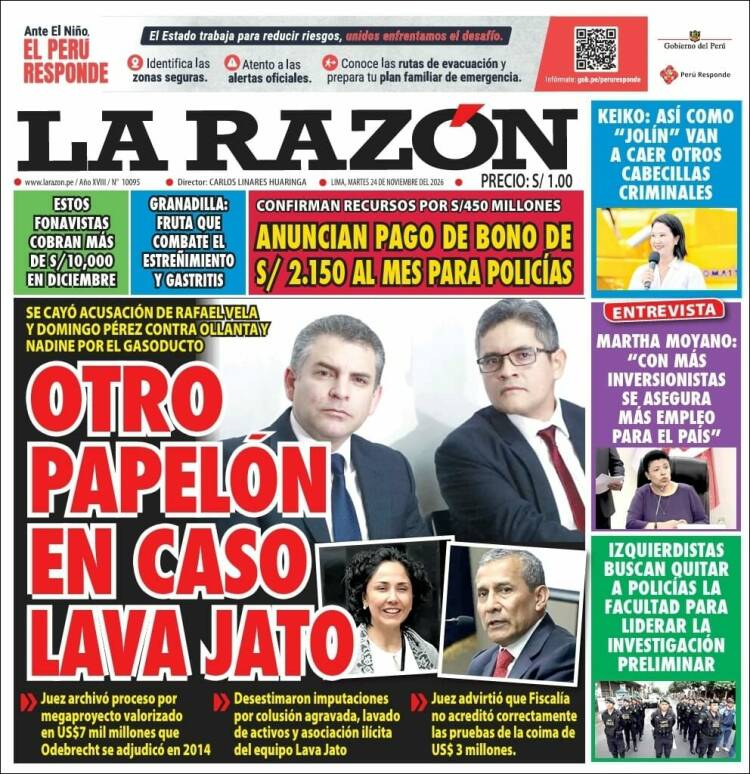 Ante El Niño,
EL PERÚ
RESPONDE
El Estado trabaja para reducir riesgos, unidos enfrentamos el desafío.
Identifica las
zonas seguras.
Atento a las
alertas oficiales.
Conoce las rutas de evacuación y
prepara tu plan familiar de emergencia.
Infórmate: gob.pe/peruresponde
Gobierno del Perú
Perú Responde
LA RAZÓN
www.larazon.pe / Año XVIII / N° 10095
Director: CARLOS LINARES HUARINGA
LIMA, MARTES 24 DE NOVIEMBRE DEL 2026
PRECIO: S/ 1.00
ESTOS
FONAVISTAS
COBRAN MÁS
DE S/10,000
EN DICIEMBRE
GRANADILLA:
FRUTA QUE
COMBATE EL
ESTREÑIMIENTO
Y GASTRITIS
CONFIRMAN RECURSOS POR S/450 MILLONES
ANUNCIAN PAGO DE BONO DE
S/ 2.150 AL MES PARA POLICÍAS
KEIKO: ASÍ COMO
“JOLÍN” VAN
A CAER OTROS
CABECILLAS
CRIMINALES
ENTREVISTA
MARTHA MOYANO:
“CON MÁS
INVERSIONISTAS
SE ASEGURA
MÁS EMPLEO
PARA EL PAÍS”
IZQUIERDISTAS
BUSCAN QUITAR
A POLICÍAS LA
FACULTAD PARA
LIDERAR LA
INVESTIGACIÓN
PRELIMINAR
SE CAYÓ ACUSACIÓN DE RAFAEL VELA
Y DOMINGO PÉREZ CONTRA OLLANTA Y
NADINE POR EL GASODUCTO
OTRO
PAPELÓN
EN CASO
LAVA JATO
Juez archivó proceso por
megaproyecto valorizado
en US$7 mil millones que
Odebrecht se adjudicó en 2014
Desestimaron imputaciones
por colusión agravada, lavado
de activos y asociación ilícita
del equipo Lava Jato
Juez advirtió que Fiscalía
no acreditó correctamente
las pruebas de la coima de
US$ 3 millones.